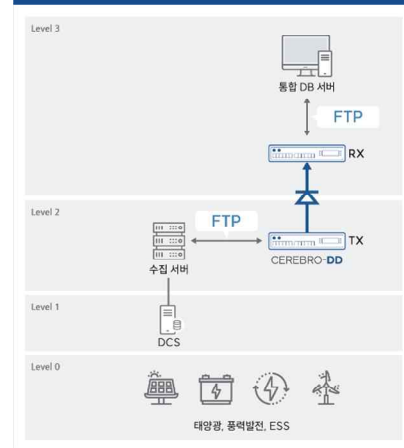 Level 3
통합 DB 서버
FTP
RX
Level 2
FTP
TX
CEREBRO-DD
수집 서버
Level 1
DCS
Level 0
태양광, 풍력발전, ESS